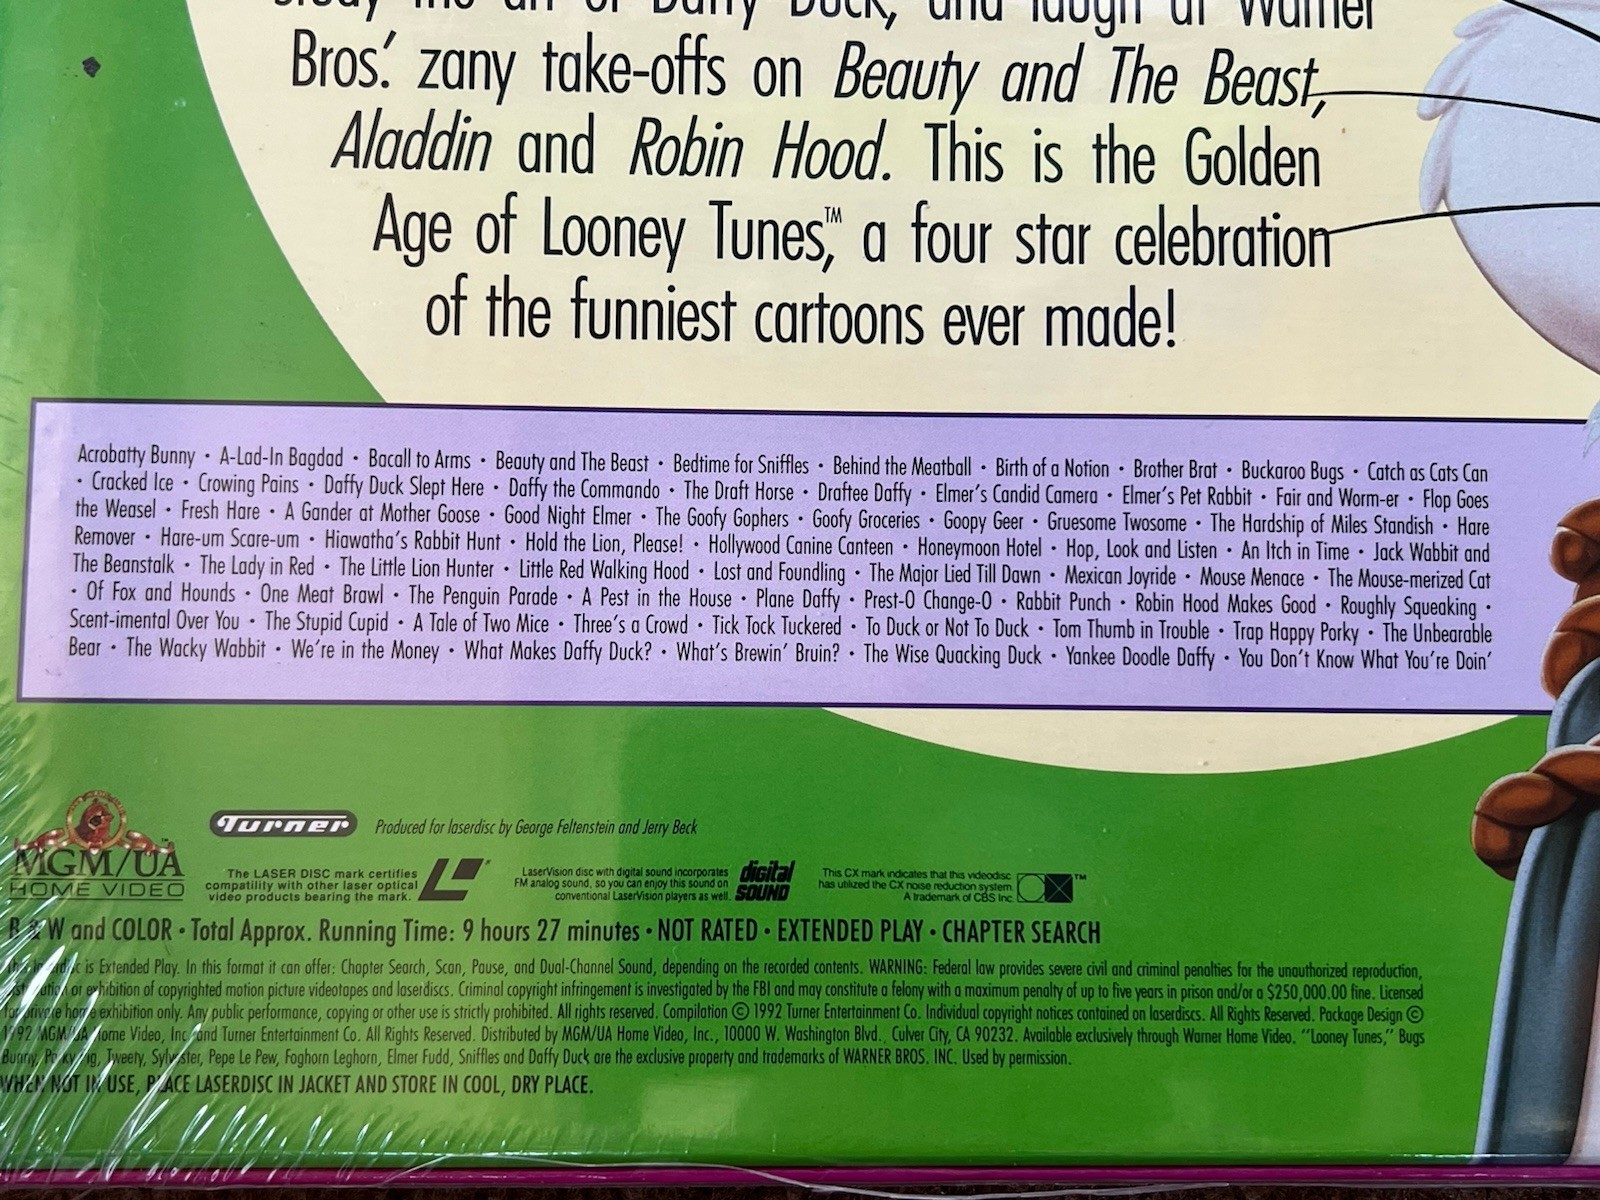 Study the art of Daffy Duck, and laugh at Warner
Bros.' zany take-offs on Beauty and The Beast,
Aladdin and Robin Hood. This is the Golden
Age of Looney Tunes,™ a four star celebration
of the funniest cartoons ever made!
Acrobatty Bunny • A-Lad-In Bagdad • Bacall to Arms • Beauty and The Beast • Bedtime for Sniffles • Behind the Meatball • Birth of a Notion • Brother Brat • Buckaroo Bugs • Catch as Cats Can
• Cracked Ice • Crowing Pains • Daffy Duck Slept Here • Daffy the Commando • The Draft Horse • Draftee Daffy • Elmer's Candid Camera • Elmer's Pet Rabbit • Fair and Worm-er • Flop Goes
the Weasel • Fresh Hare • A Gander at Mother Goose • Good Night Elmer • The Goofy Gophers • Goofy Groceries • Goopy Geer • Gruesome Twosome • The Hardship of Miles Standish • Hare
Remover • Hare-um Scare-um • Hiawatha's Rabbit Hunt • Hold the Lion, Please! • Hollywood Canine Canteen • Honeymoon Hotel • Hop, Look and Listen • An Itch in Time • Jack Wabbit and
The Beanstalk • The Lady in Red • The Little Lion Hunter • Little Red Walking Hood • Lost and Foundling • The Major Lied Till Dawn • Mexican Joyride • Mouse Menace • The Mouse-merized Cat
• Of Fox and Hounds • One Meat Brawl • The Penguin Parade • A Pest in the House • Plane Daffy • Prest-O Change-O • Rabbit Punch • Robin Hood Makes Good • Roughly Squeaking •
Scent-imental Over You • The Stupid Cupid • A Tale of Two Mice • Three's a Crowd • Tick Tock Tuckered • To Duck or Not To Duck • Tom Thumb in Trouble • Trap Happy Porky • The Unbearable
Bear • The Wacky Wabbit • We're in the Money • What Makes Daffy Duck? • What's Brewin' Bruin? • The Wise Quacking Duck • Yankee Doodle Daffy • You Don't Know What You're Doin'
Turner Produced for laserdisc by George Feltenstein and Jerry Beck
MGM/UA
HOME VIDEO
The LASER DISC mark certifies
compatibility with other laser optical
video products bearing the mark.
LaserVision disc with digital sound incorporates
FM analog sound, so you can enjoy this sound on
conventional LaserVision players as well.
digital
SOUND
This CX mark indicates that this videodisc
has utilized the CX noise reduction system.
A trademark of CBS Inc. ™
B & W and COLOR • Total Approx. Running Time: 9 hours 27 minutes • NOT RATED • EXTENDED PLAY • CHAPTER SEARCH
This laserdisc is Extended Play. In this format it can offer: Chapter Search, Scan, Pause, and Dual-Channel Sound, depending on the recorded contents. WARNING: Federal law provides severe civil and criminal penalties for the unauthorized reproduction,
distribution or exhibition of copyrighted motion picture videotapes and laserdiscs. Criminal copyright infringement is investigated by the FBI and may constitute a felony with a maximum penalty of up to five years in prison and/or a $250,000.00 fine. Licensed
for private home exhibition only. Any public performance, copying or other use is strictly prohibited. All rights reserved. Compilation © 1992 Turner Entertainment Co. Individual copyright notices contained on laserdiscs. All Rights Reserved. Package Design ©
1992 MGM/UA Home Video, Inc. and Turner Entertainment Co. All Rights Reserved. Distributed by MGM/UA Home Video, Inc., 10000 W. Washington Blvd., Culver City, CA 90232. Available exclusively through Warner Home Video. "Looney Tunes," Bugs
Bunny, Porky Pig, Tweety, Sylvester, Pepe Le Pew, Foghorn Leghorn, Elmer Fudd, Sniffles and Daffy Duck are the exclusive property and trademarks of WARNER BROS. INC. Used by permission.
WHEN NOT IN USE, PLACE LASERDISC IN JACKET AND STORE IN COOL, DRY PLACE.